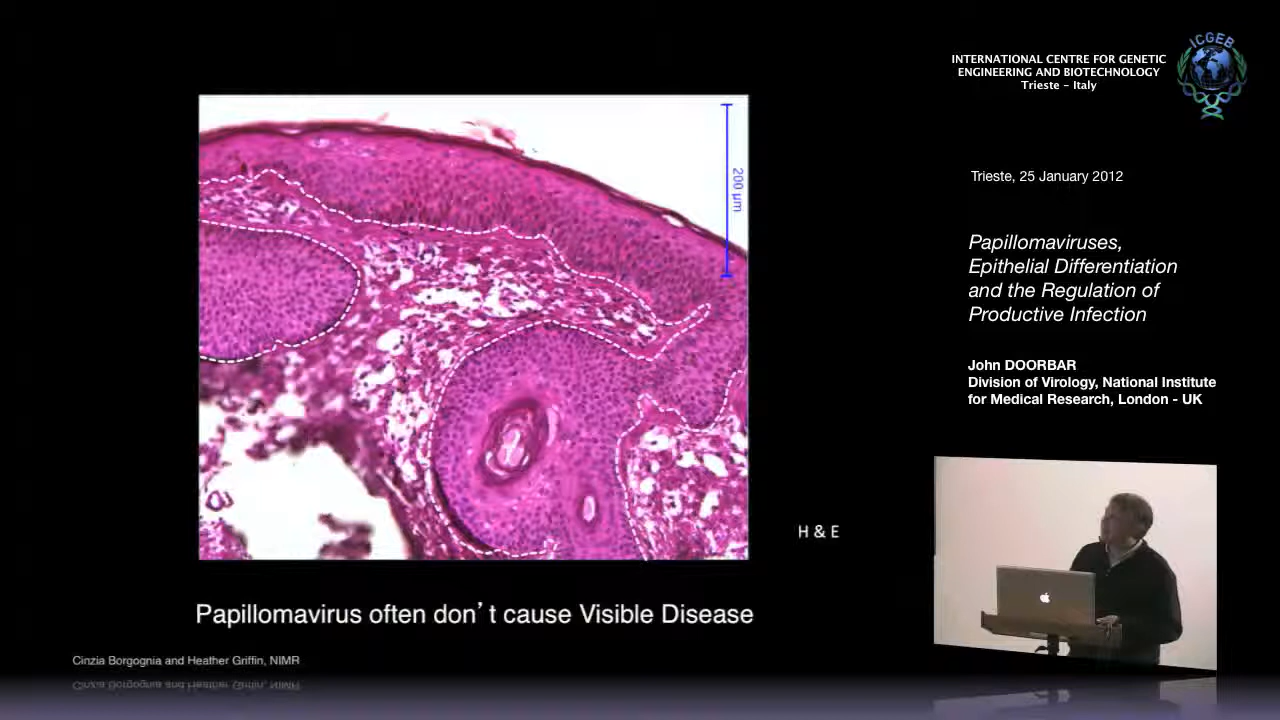 ICGEB
INTERNATIONAL CENTRE FOR GENETIC
ENGINEERING AND BIOTECHNOLOGY
Trieste - Italy
Trieste, 25 January 2012
Papillomaviruses,
Epithelial Differentiation
and the Regulation of
Productive Infection
John DOORBAR
Division of Virology, National Institute
for Medical Research, London - UK
200 µm
H & E
Papillomavirus often don’t cause Visible Disease
Cinzia Borgognia and Heather Griffin, NIMR